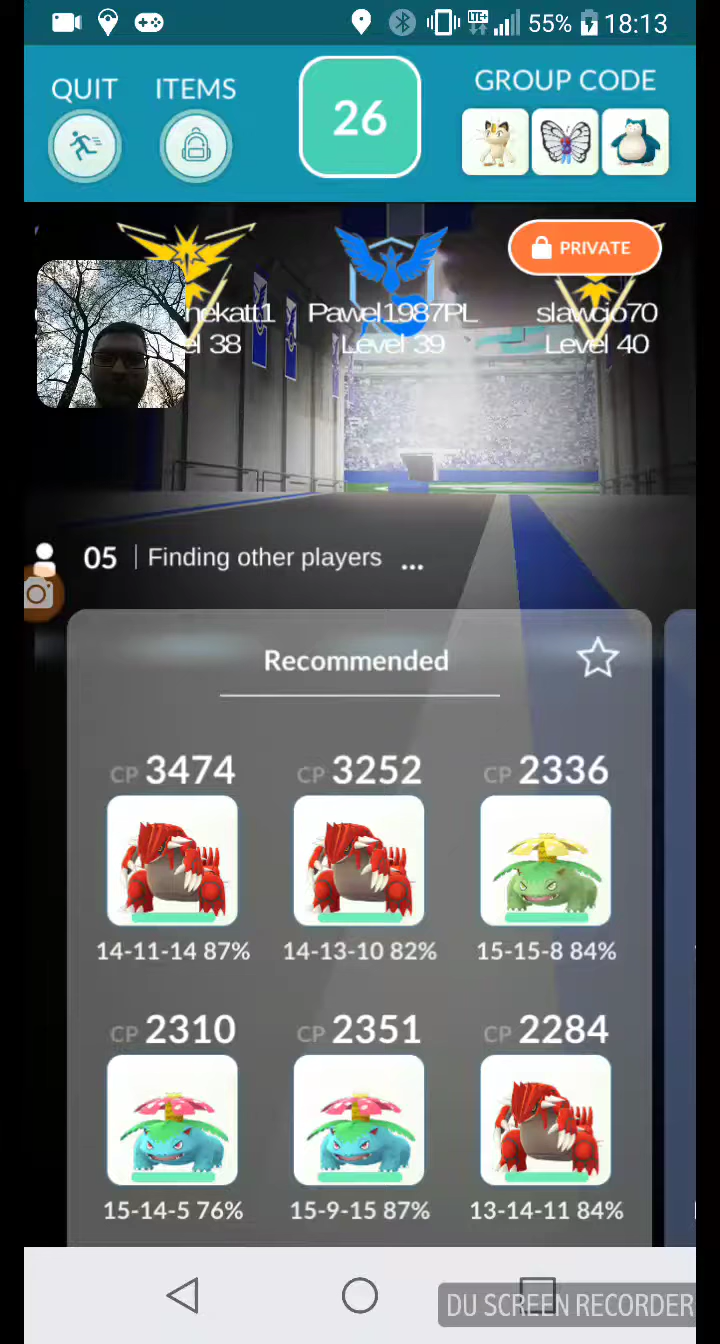 LTE+ 55% 18:13
QUIT ITEMS 26 GROUP CODE
PRIVATE
Pawel1987PL slawcio70
38 Level 39 Level 40
05 Finding other players ...
Recommended
CP 3474 CP 3252 CP 2336
14-11-14 87% 14-13-10 82% 15-15-8 84%
CP 2310 CP 2351 CP 2284
15-14-5 76% 15-9-15 87% 13-14-11 84%
DU SCREEN RECORDER